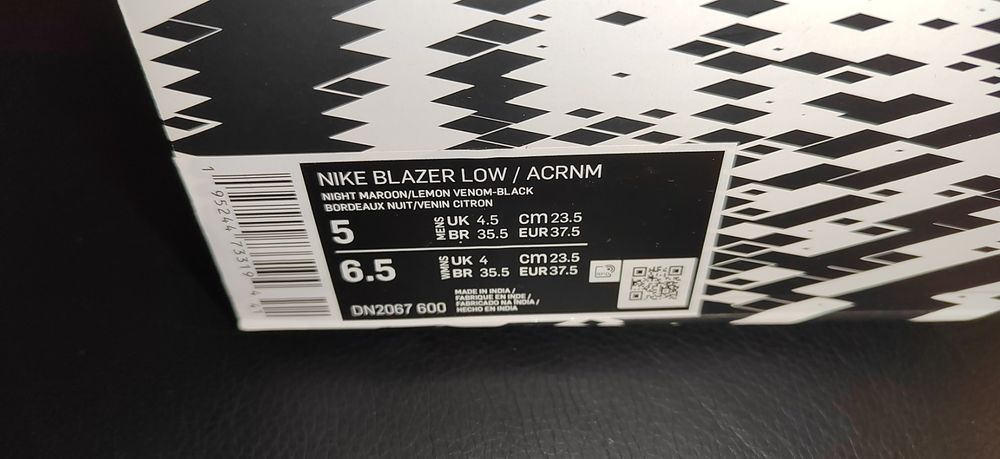 NIKE BLAZER LOW / ACRNM
NIGHT MAROON/LEMON VENOM-BLACK
BORDEAUX NUIT/VENIN CITRON
5 MENS UK 4.5 cm 23.5
BR 35.5 EUR 37.5
6.5 WMNS UK 4 cm 23.5
BR 35.5 EUR 37.5
DN2067 600
MADE IN INDIA /
FABRIQUE EN INDE /
FABRICADO NA INDIA /
HECHO EN INDIA